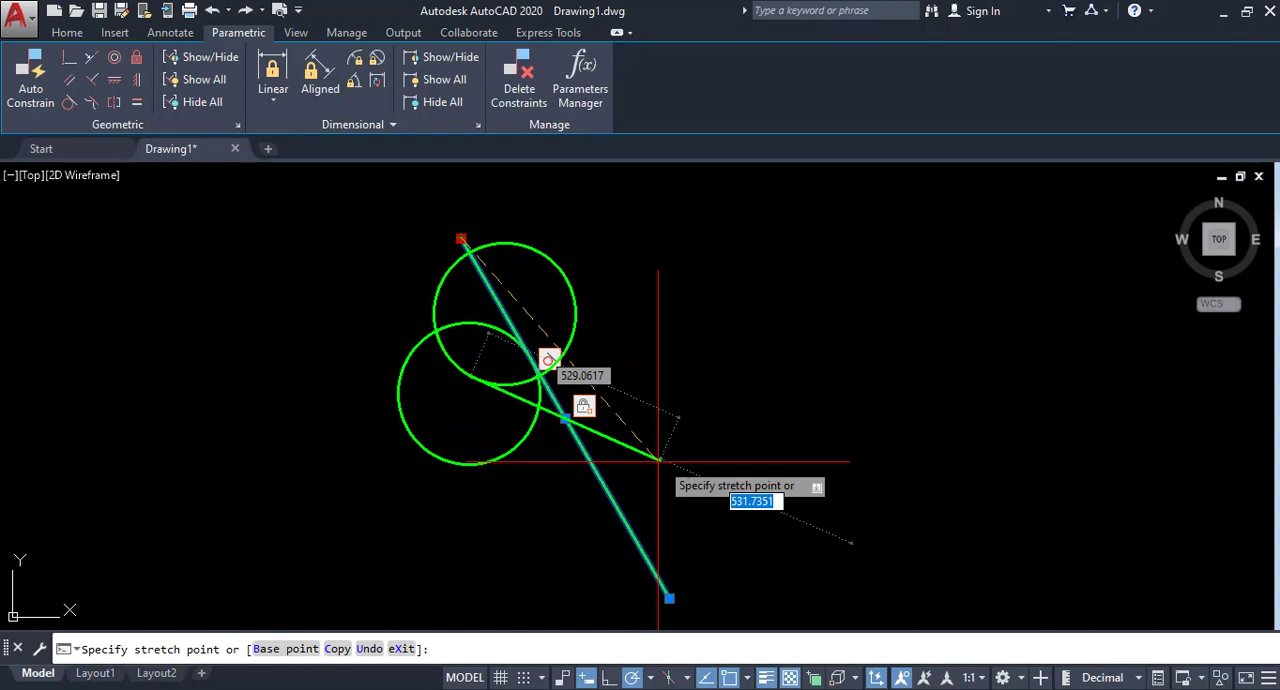 Autodesk AutoCAD 2020 Drawing1.dwg
Type a keyword or phrase
Sign In
Home Insert Annotate Parametric View Manage Output Collaborate Express Tools
Auto
Constrain
Show/Hide
Show All
Hide All
Geometric
Linear
Aligned
Show/Hide
Show All
Hide All
Dimensional
Delete
Constraints
f(x)
Parameters
Manager
Manage
Start
Drawing1*
[−][Top][2D Wireframe]
N
W TOP E
S
WCS
529.0617
Specify stretch point or
531.7351
Y
X
Specify stretch point or [Base point Copy Undo eXit]:
Model Layout1 Layout2
MODEL
1:1
Decimal